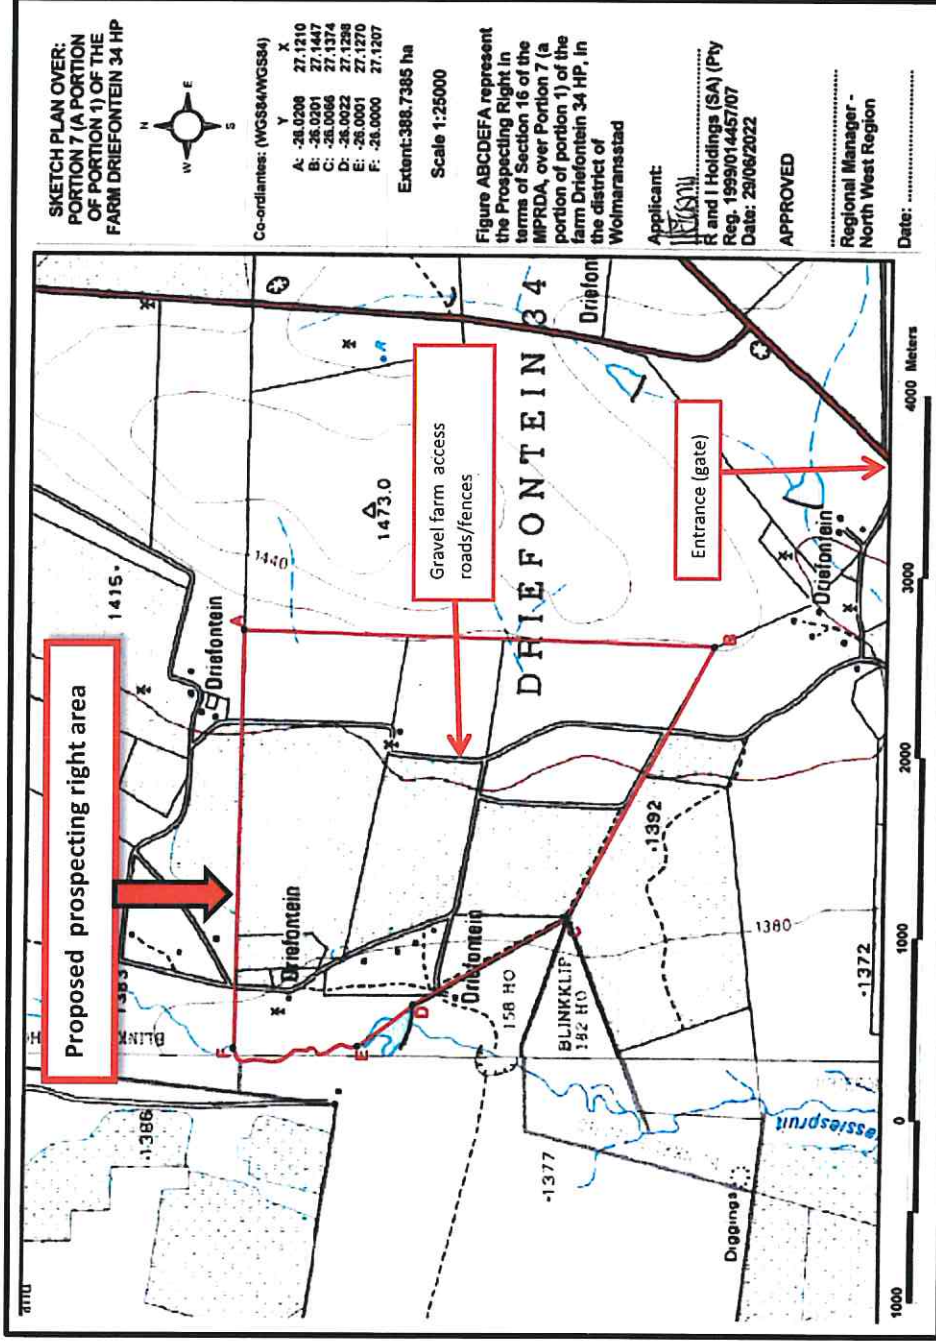 SKETCH PLAN OVER:
PORTION 7 (A PORTION
OF PORTION 1) OF THE
FARM DRIEFONTEIN 34 HP
N
W
E
S
Co-ordiantes: (WGS84/WGS84)
Y X
A: -26.0208 27.1210
B: -26.0201 27.1447
C: -26.0066 27.1374
D: -26.0022 27.1298
E: -26.0001 27.1270
F: -26.0000 27.1207
Extent:388.7385 ha
Scale 1:25000
Figure ABCDEFA represent
the Prospecting Right in
terms of Section 16 of the
MPRDA, over Portion 7 (a
portion of portion 1) of the
farm Driefontein 34 HP, in
the district of
Wolmaransstad
Applicant:
R and I Holdings (SA) (Pty
Reg. 1999/014457/07
Date: 29/06/2022
APPROVED
Regional Manager -
North West Region
Date:
Proposed prospecting right area
Gravel farm access
roads/fences
Entrance (gate)
DRIEFONTEIN 34
Driefon
R
1473.0
1440
1415
Driefontein
A
B
C
D
E
F
Driefontein
Driefontein
Driefontein
1383
BLINK
1386
158 HO
BLINKKLIP
182 HO
1392
1380
1372
1377
Diggings
essiespruit
1000
0
1000
2000
3000
4000 Meters